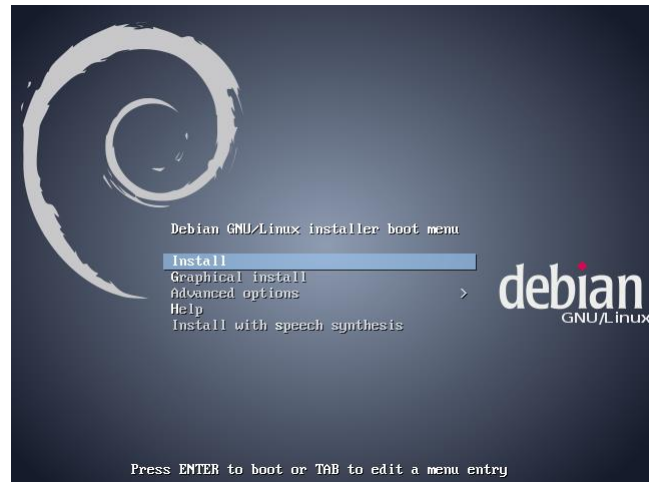 Debian GNU/Linux installer boot menu
Install
Graphical install
Advanced options >
Help
Install with speech synthesis
debian
GNU/Linux
Press ENTER to boot or TAB to edit a menu entry